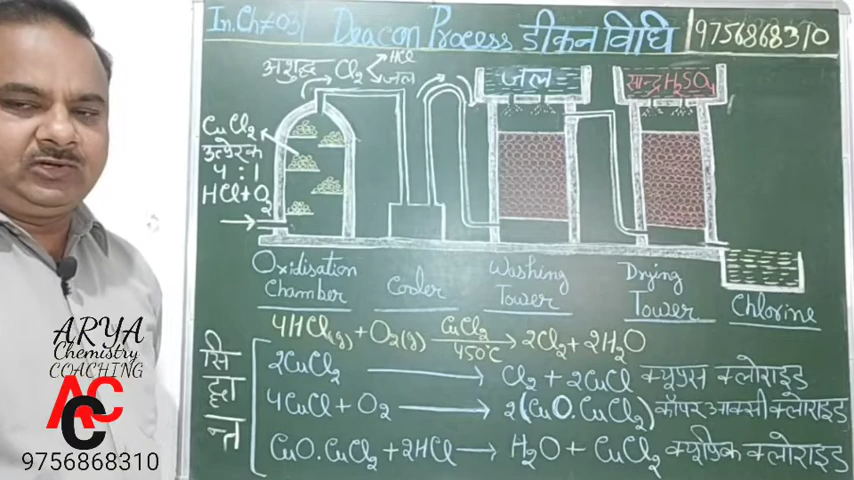 In.Ch≠03 Deacon Process डीकन विधि 9756868310
अशुद्ध Cl₂ HCl
जल
जल
सान्द्र H₂SO₄
CuCl₂
उत्प्रेरक
4 : 1
HCl+O₂
Oxidisation Chamber
Cooler
Washing Tower
Drying Tower
Chlorine
4HCl(g) + O₂(g) CuCl₂ 450°C 2Cl₂ + 2H₂O
सिद्धान्त
2CuCl₂ → Cl₂ + 2CuCl क्यूप्रस क्लोराइड
4CuCl + O₂ → 2(CuO.CuCl₂) कॉपर आक्सी क्लोराइड
CuO.CuCl₂ + 2HCl → H₂O + CuCl₂ क्यूप्रिक क्लोराइड
ARYA
Chemistry
COACHING
ACC
9756868310